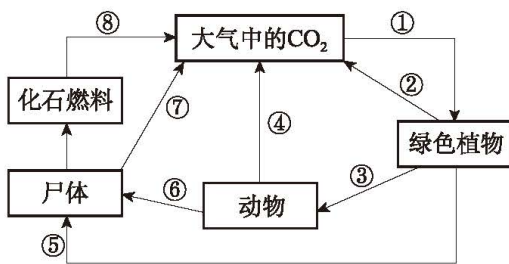 ⑧
大气中的CO₂
①
化石燃料
⑦
②
④
绿色植物
尸体
⑥
动物
③
⑤